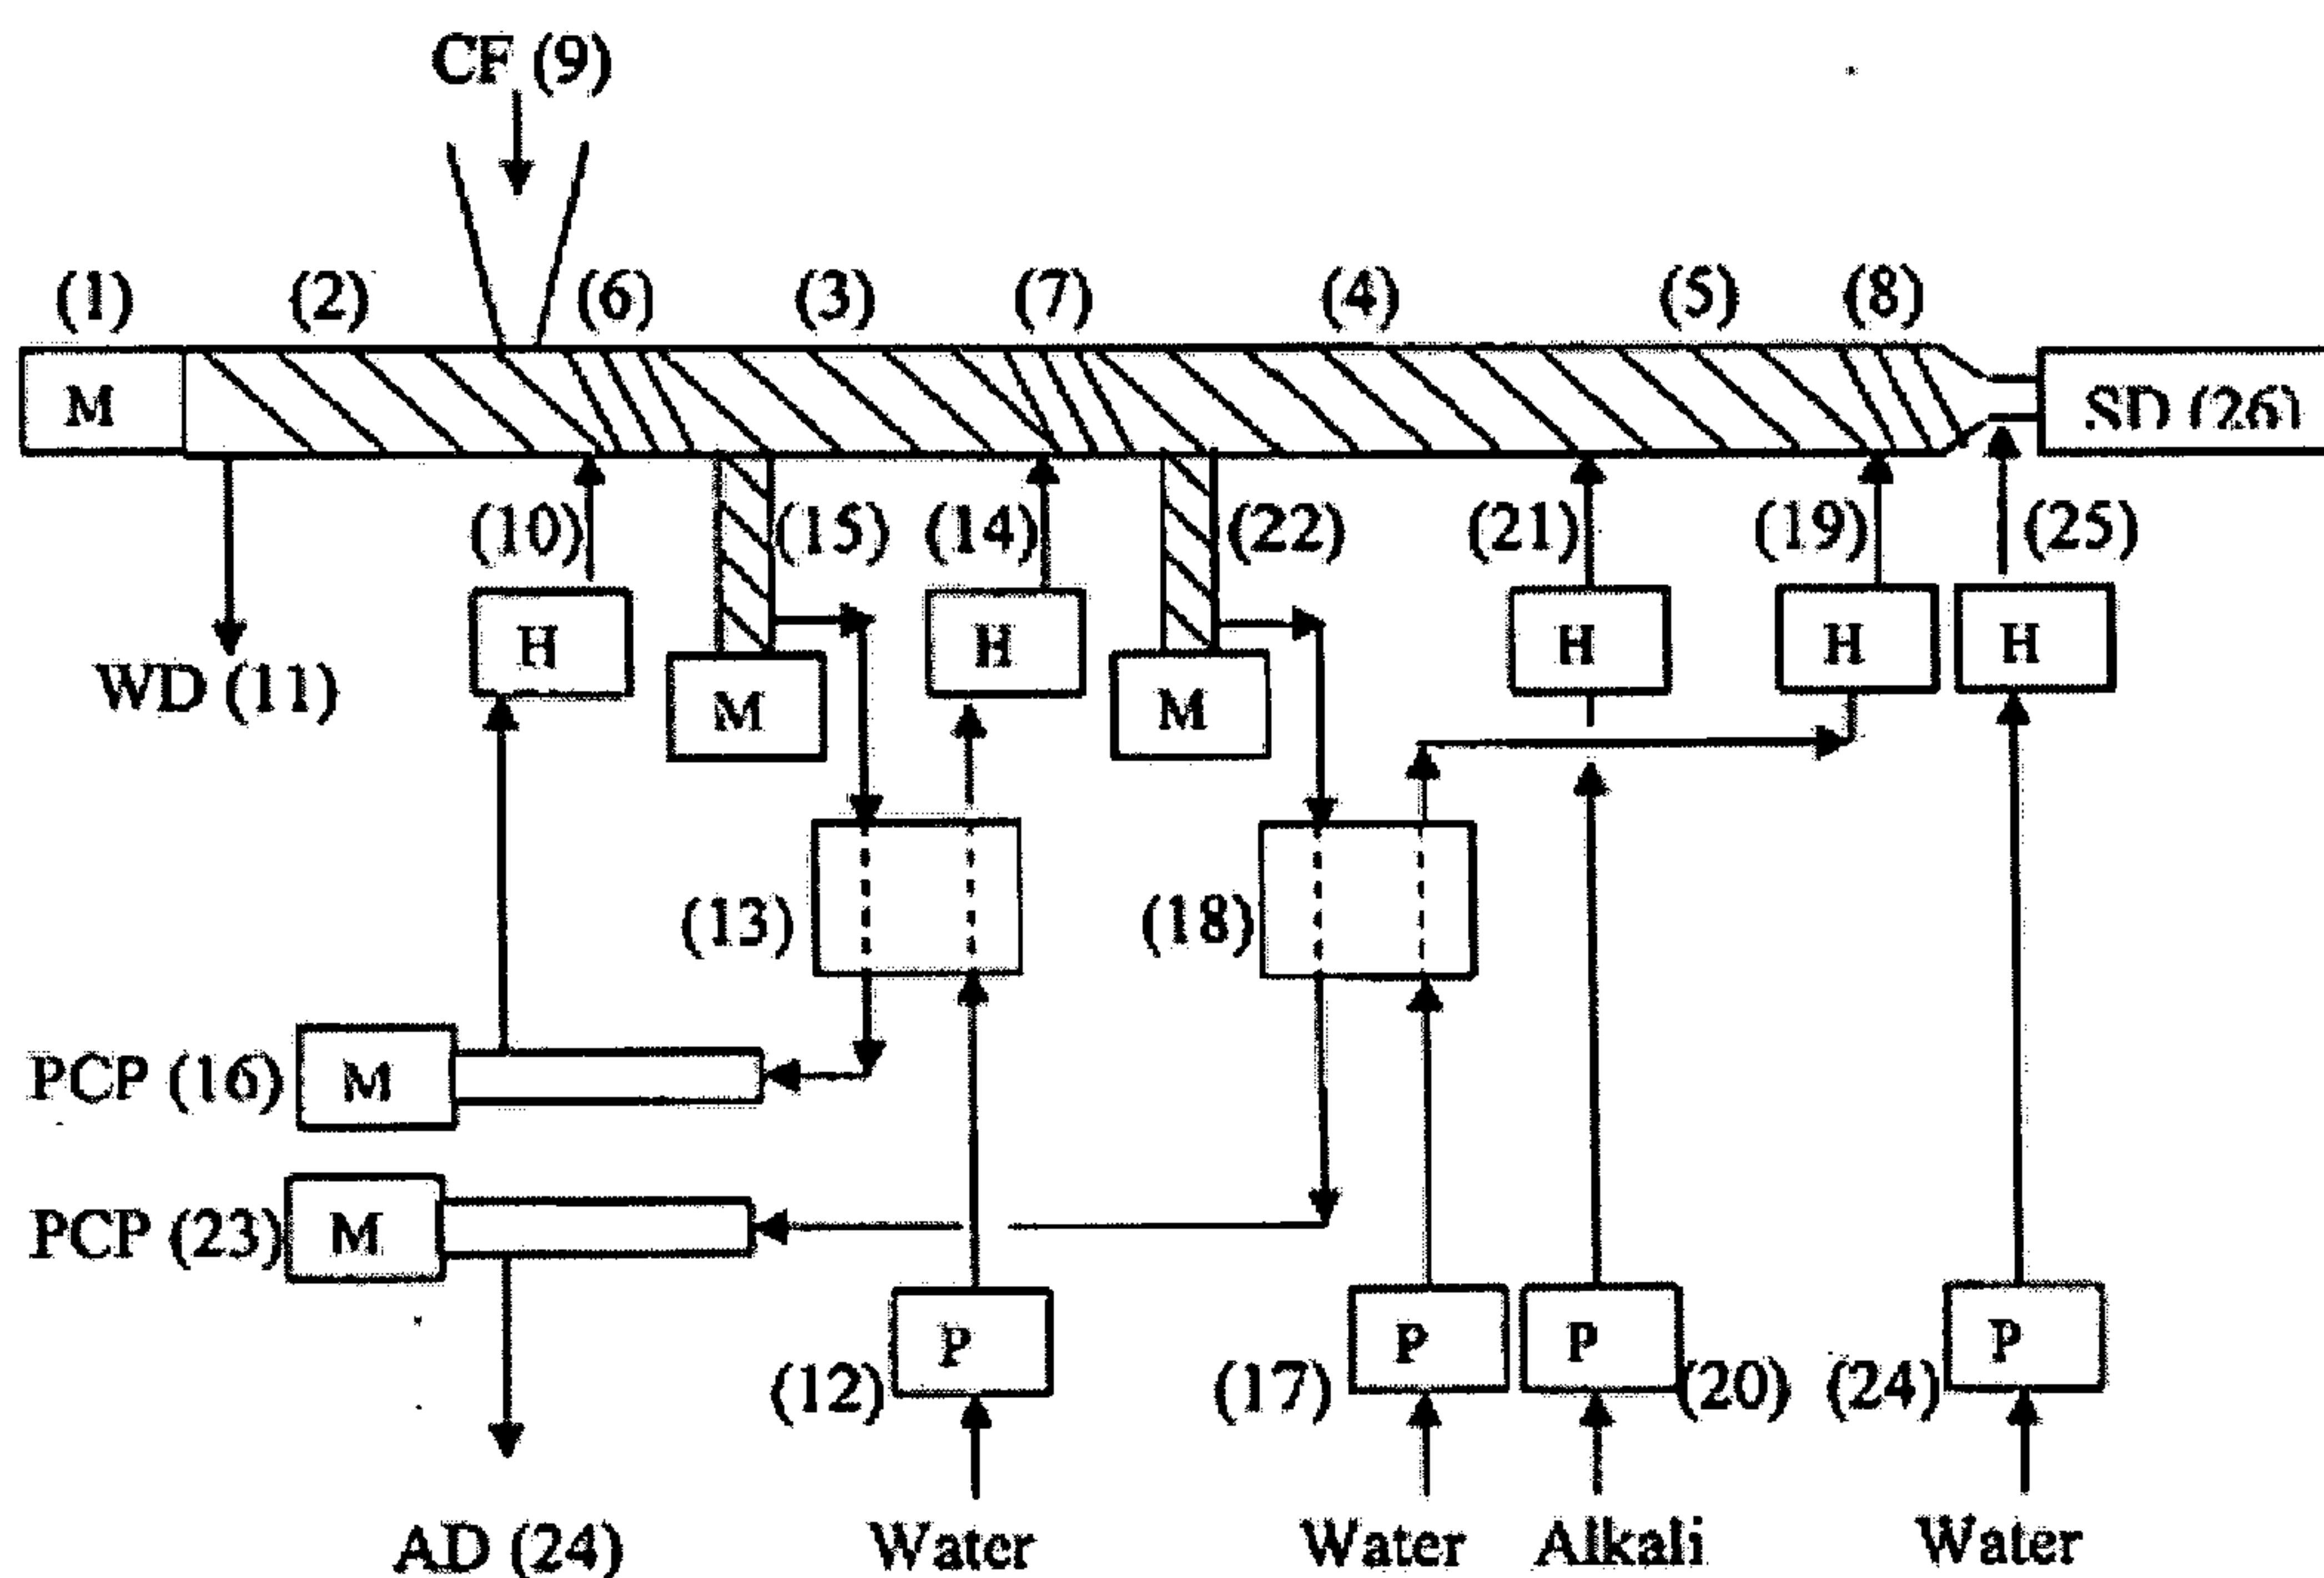 CF (9)
(1) (2) (6) (3) (7) (4) (5) (8)
M SD (26)
(10) (15) (14) (22) (21) (19) (25)
H H H H H
WD (11) M M
(13) (18)
PCP (16) M
PCP (23) M
P P P P
(12) (17) (20) (24)
AD (24) Water Water Alkali Water